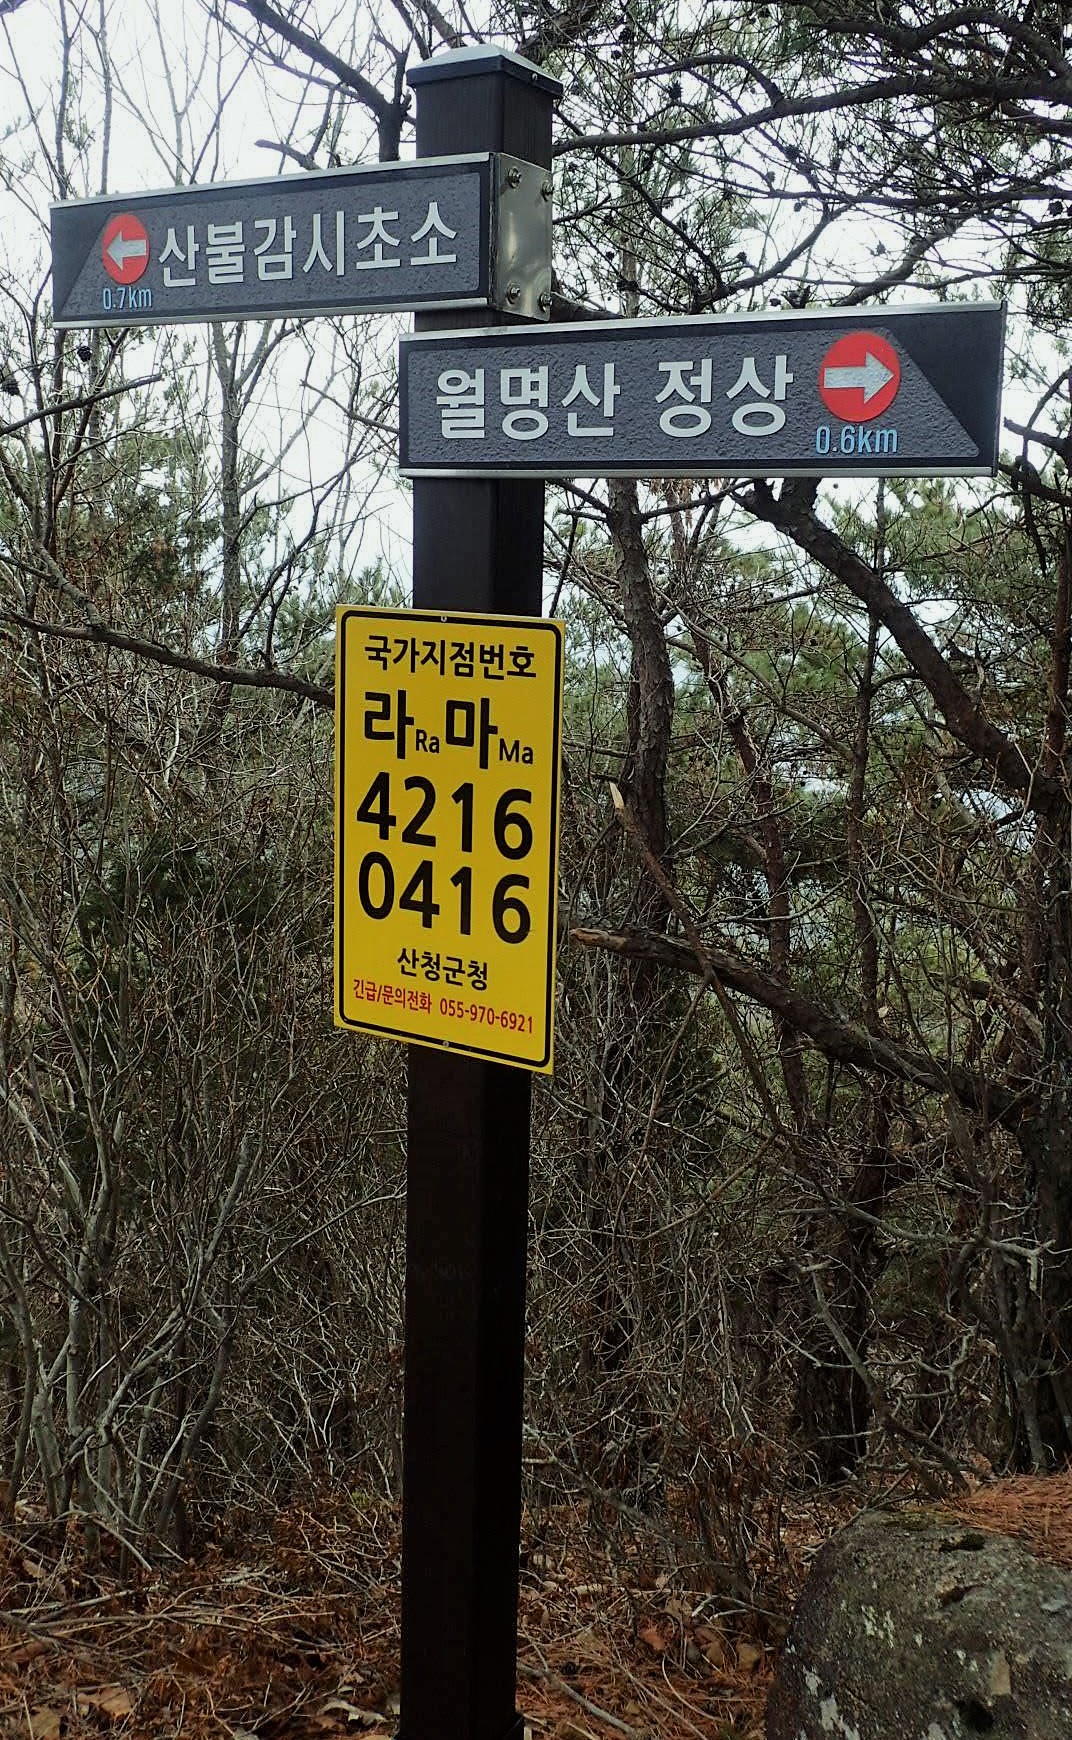 산불감시초소
0.7km
월명산 정상
0.6km
국가지점번호
라Ra마Ma
4216
0416
산청군청
긴급/문의전화 055-970-6921